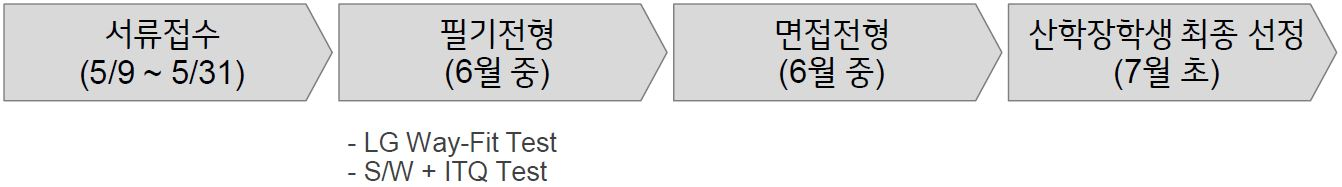 서류접수
(5/9 ~ 5/31)
필기전형
(6월 중)
- LG Way-Fit Test
- S/W + ITQ Test
면접전형
(6월 중)
산학장학생 최종 선정
(7월 초)